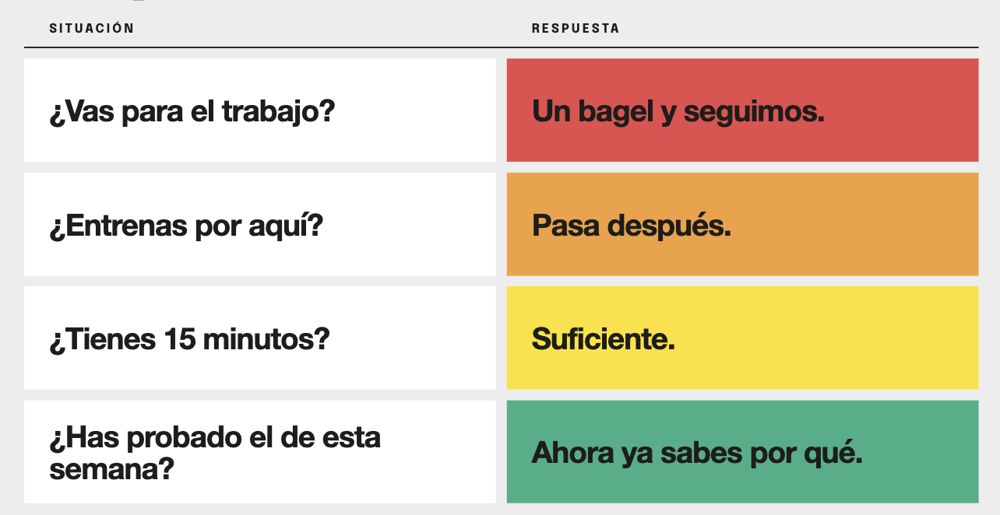 SITUACIÓN
RESPUESTA
¿Vas para el trabajo?
Un bagel y seguimos.
¿Entrenas por aquí?
Pasa después.
¿Tienes 15 minutos?
Suficiente.
¿Has probado el de esta
semana?
Ahora ya sabes por qué.